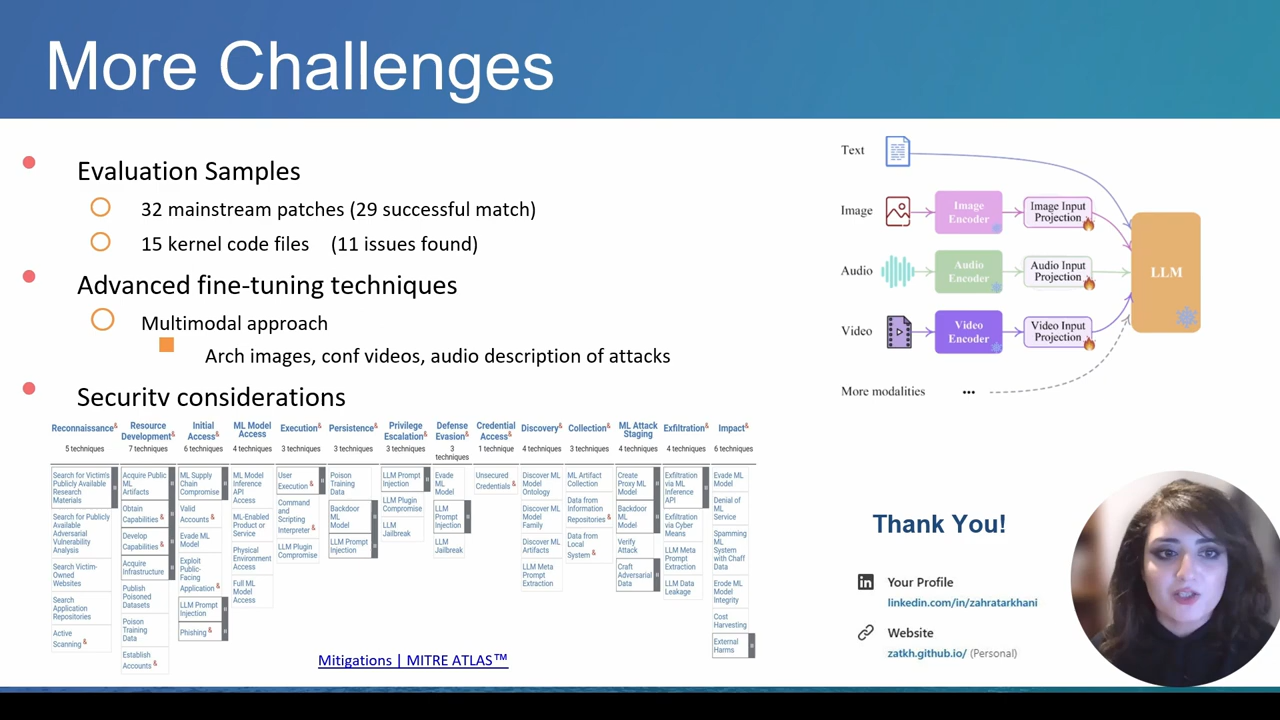 More Challenges
Evaluation Samples
32 mainstream patches (29 successful match)
15 kernel code files (11 issues found)
Advanced fine-tuning techniques
Multimodal approach
Arch images, conf videos, audio description of attacks
Security considerations
Text
Image
Image
Encoder
Image Input
Projection
Audio
Audio
Encoder
Audio Input
Projection
Video
Video
Encoder
Video Input
Projection
LLM
More modalities
...
Reconnaissance&
5 techniques
Search for Victim's
Publicly Available
Research
Materials
Search for Publicly
Available
Adversarial
Vulnerability
Analysis
Search Victim-
Owned
Websites
Search
Application
Repositories
Active
Scanning &
Resource
Development&
7 techniques
Acquire Public
ML
Artifacts
Obtain
Capabilities &
Develop
Capabilities &
Acquire
Infrastructure
Publish
Poisoned
Datasets
Poison
Training
Data
Establish
Accounts &
Initial
Access&
6 techniques
ML Supply
Chain
Compromise
Valid
Accounts &
Evade ML
Model
Exploit
Public-
Facing
Application &
LLM Prompt
Injection
Phishing &
ML Model
Access
4 techniques
ML Model
Inference
API
Access
ML-Enabled
Product or
Service
Physical
Environment
Access
Full ML
Model
Access
Execution&
3 techniques
User
Execution &
Command
and
Scripting
Interpreter &
LLM Plugin
Compromise
Persistence&
3 techniques
Poison
Training
Data
Backdoor
ML
Model
LLM Prompt
Injection
Privilege
Escalation&
3 techniques
LLM Prompt
Injection
LLM Plugin
Compromise
LLM
Jailbreak
Defense
Evasion&
3
techniques
Evade
ML
Model
LLM
Prompt
Injection
LLM
Jailbreak
Credential
Access&
1 technique
Unsecured
Credentials &
Discovery&
4 techniques
Discover ML
Model
Ontology
Discover ML
Model
Family
Discover ML
Artifacts
LLM Meta
Prompt
Extraction
Collection&
3 techniques
ML Artifact
Collection
Data from
Information
Repositories &
Data from
Local
System &
ML Attack
Staging
4 techniques
Create
Proxy ML
Model
Backdoor
ML
Model
Verify
Attack
Craft
Adversarial
Data
Exfiltration&
4 techniques
Exfiltration
via ML
Inference
API
Exfiltration
via Cyber
Means
LLM Meta
Prompt
Extraction
LLM Data
Leakage
Impact&
6 techniques
Evade ML
Model
Denial of
ML
Service
Spamming
ML
System
with Chaff
Data
Erode ML
Model
Integrity
Cost
Harvesting
External
Harms
Mitigations | MITRE ATLAS™
Thank You!
Your Profile
linkedin.com/in/zahratarkhani
Website
zatkh.github.io/ (Personal)